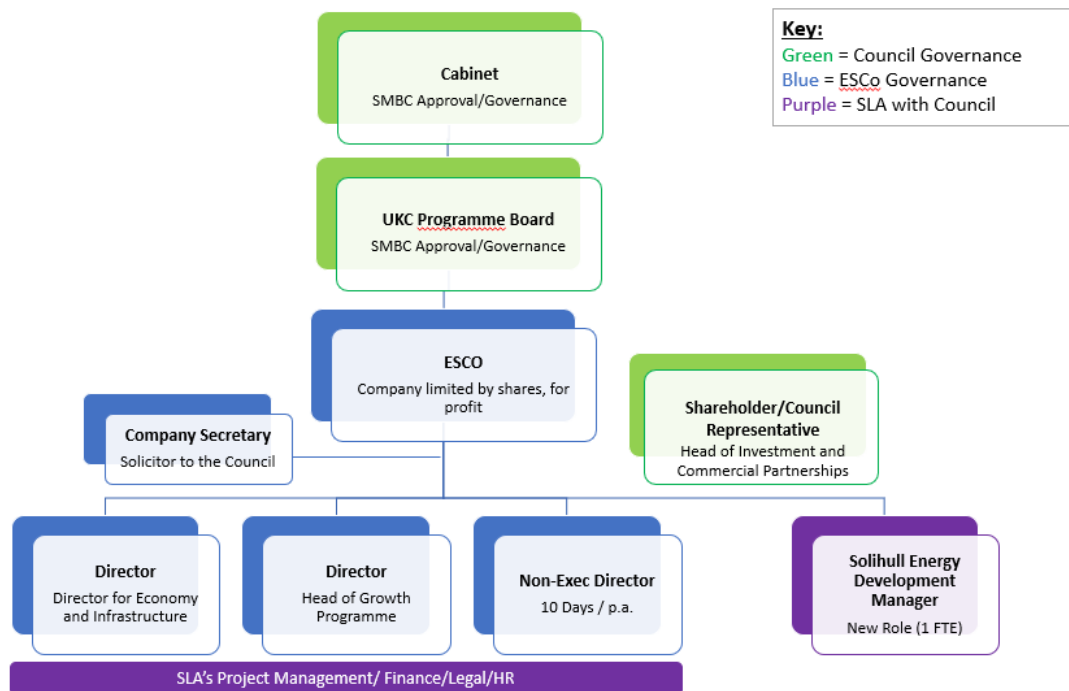 Key:
Green = Council Governance
Blue = ESCo Governance
Purple = SLA with Council
Cabinet
SMBC Approval/Governance
UKC Programme Board
SMBC Approval/Governance
ESCO
Company limited by shares, for
profit
Shareholder/Council
Representative
Head of Investment and
Commercial Partnerships
Company Secretary
Solicitor to the Council
Director
Director for Economy
and Infrastructure
Director
Head of Growth
Programme
Non-Exec Director
10 Days / p.a.
Solihull Energy
Development
Manager
New Role (1 FTE)
SLA's Project Management/ Finance/Legal/HR